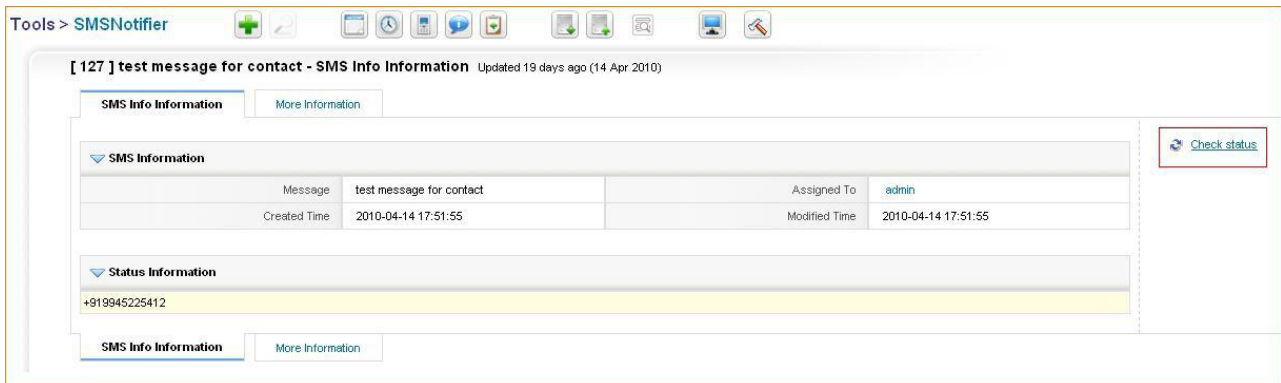 Tools > SMSNotifier
[ 127 ] test message for contact - SMS Info Information Updated 19 days ago (14 Apr 2010)
SMS Info Information More Information
Check status
SMS Information
Message test message for contact Assigned To admin
Created Time 2010-04-14 17:51:55 Modified Time 2010-04-14 17:51:55
Status Information
+919945225412
SMS Info Information More Information